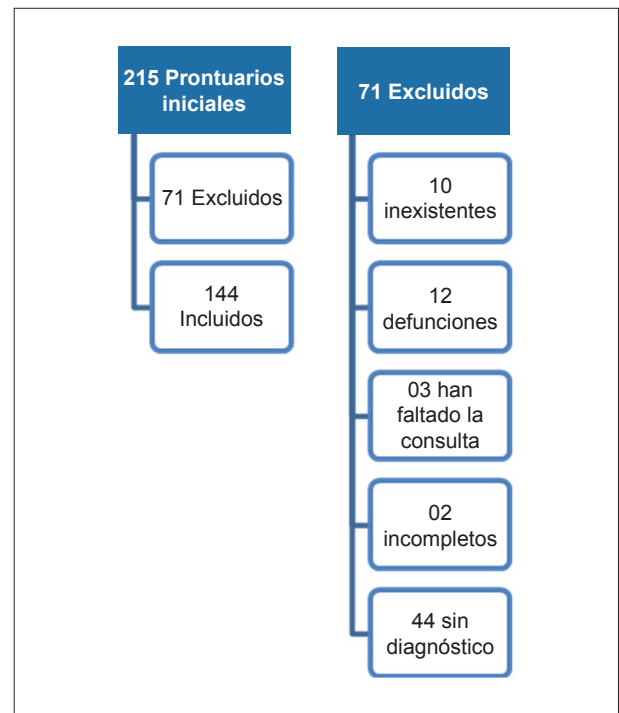 215 Prontuarios
iniciales
71 Excluidos
144
Incluidos
71 Excluidos
10
inexistentes
12
defunciones
03 han
faltado la
consulta
02
incompletos
44 sin
diagnóstico